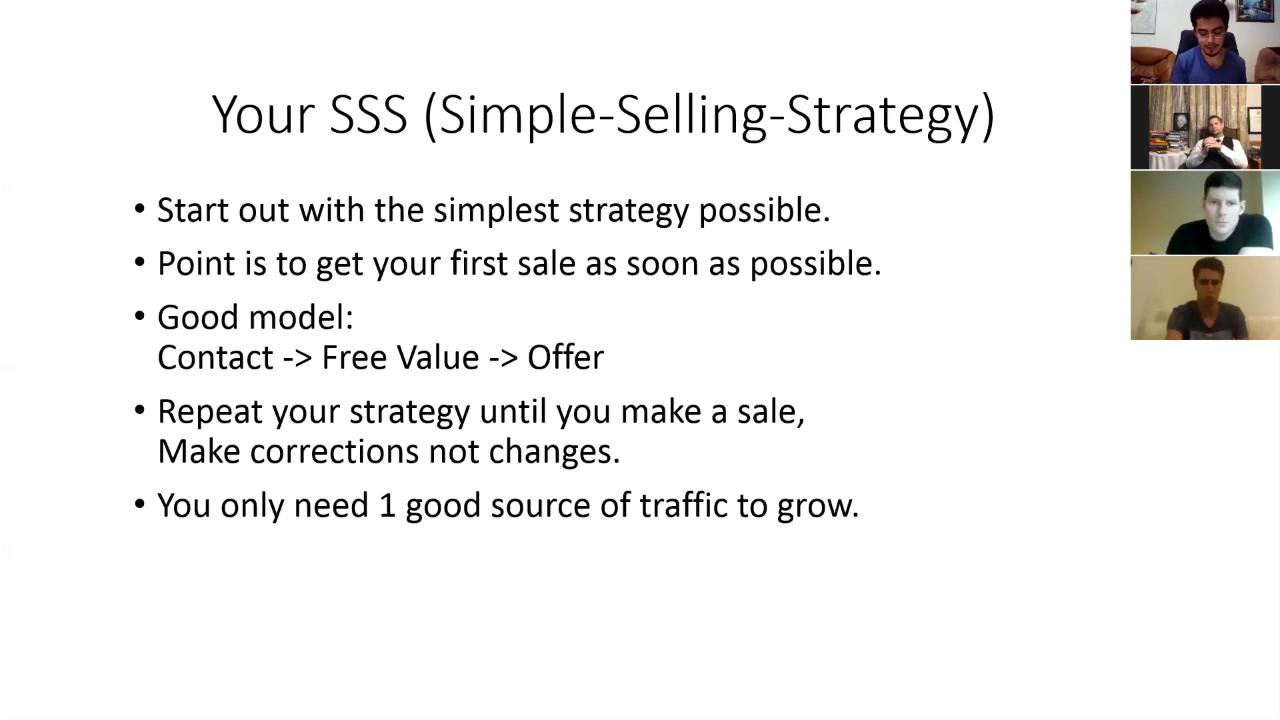 Your SSS (Simple-Selling-Strategy)
• Start out with the simplest strategy possible.
• Point is to get your first sale as soon as possible.
• Good model:
Contact -> Free Value -> Offer
• Repeat your strategy until you make a sale,
Make corrections not changes.
• You only need 1 good source of traffic to grow.